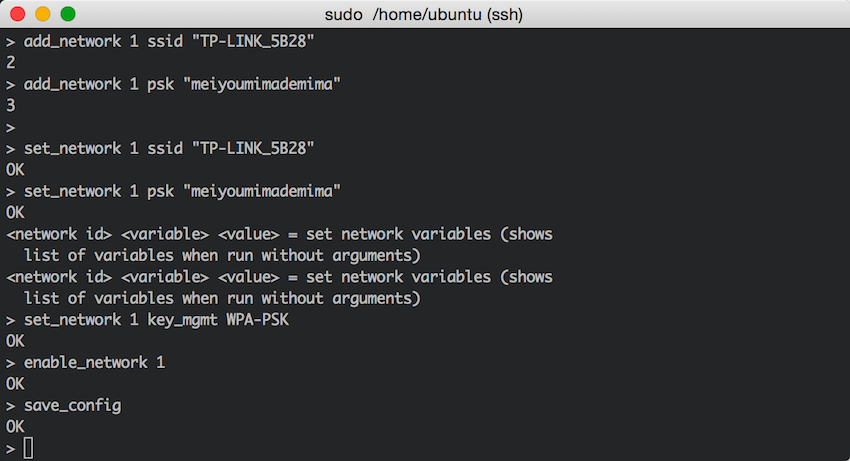 sudo /home/ubuntu (ssh)
> add_network 1 ssid "TP-LINK_5B28"
2
> add_network 1 psk "meiyoumimademima"
3
>
> set_network 1 ssid "TP-LINK_5B28"
OK
> set_network 1 psk "meiyoumimademima"
OK
<network id> <variable> <value> = set network variables (shows
  list of variables when run without arguments)
<network id> <variable> <value> = set network variables (shows
  list of variables when run without arguments)
> set_network 1 key_mgmt WPA-PSK
OK
> enable_network 1
OK
> save_config
OK
>